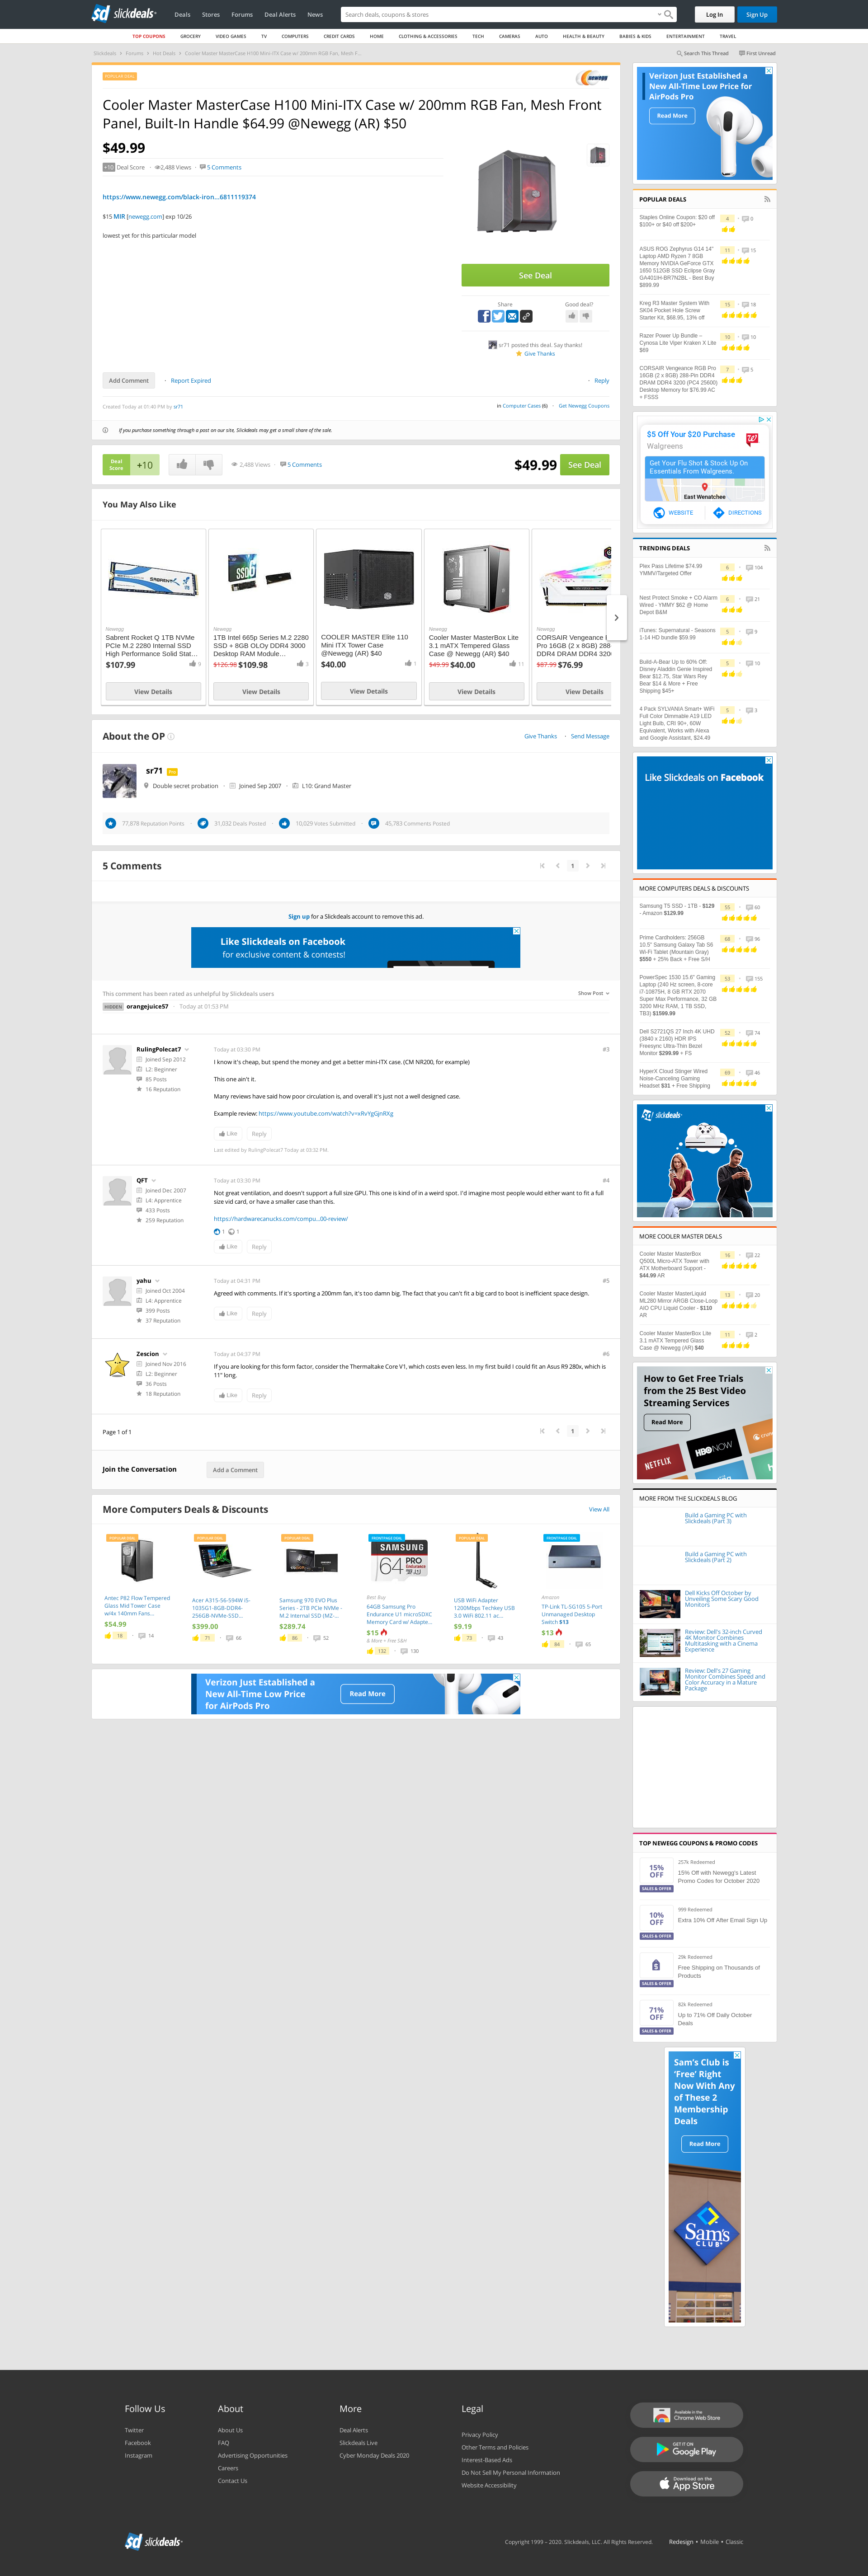 slickdeals
Deals
Stores
Forums
Deal Alerts
News
Search deals, coupons & stores
Log In
Sign Up
TOP COUPONS
GROCERY
VIDEO GAMES
TV
COMPUTERS
CREDIT CARDS
HOME
CLOTHING & ACCESSORIES
TECH
CAMERAS
AUTO
HEALTH & BEAUTY
BABIES & KIDS
ENTERTAINMENT
TRAVEL
Slickdeals
Forums
Hot Deals
Cooler Master MasterCase H100 Mini-ITX Case w/ 200mm RGB Fan, Mesh F...
Search This Thread
First Unread
POPULAR DEAL
newegg
Cooler Master MasterCase H100 Mini-ITX Case w/ 200mm RGB Fan, Mesh Front
Panel, Built-In Handle $64.99 @Newegg (AR) $50
$49.99
+10 Deal Score
2,488 Views
5 Comments
https://www.newegg.com/black-iron...6811119374
$15 MIR [newegg.com] exp 10/26
lowest yet for this particular model
See Deal
Share
Good deal?
sr71 posted this deal. Say thanks!
Give Thanks
Add Comment
Report Expired
Reply
Created Today at 01:40 PM by sr71
in Computer Cases (6)
Get Newegg Coupons
If you purchase something through a post on our site, Slickdeals may get a small share of the sale.
Deal
Score
+10
2,488 Views
5 Comments
$49.99
See Deal
You May Also Like
Newegg
Sabrent Rocket Q 1TB NVMe
PCIe M.2 2280 Internal SSD
High Performance Solid Stat...
$107.99
9
View Details
Newegg
1TB Intel 665p Series M.2 2280
SSD + 8GB OLOy DDR4 3000
Desktop RAM Module...
$126.98 $109.98
3
View Details
COOLER MASTER Elite 110
Mini ITX Tower Case
@Newegg (AR) $40
$40.00
1
View Details
Newegg
Cooler Master MasterBox Lite
3.1 mATX Tempered Glass
Case @ Newegg (AR) $40
$49.99 $40.00
11
View Details
Newegg
CORSAIR Vengeance
Pro 16GB (2 x 8GB) 288
DDR4 DRAM DDR4 320
$87.99 $76.99
View Details
About the OP
Give Thanks
Send Message
sr71
Pro
Double secret probation
Joined Sep 2007
L10: Grand Master
77,878 Reputation Points
31,032 Deals Posted
10,029 Votes Submitted
45,783 Comments Posted
5 Comments
1
Sign up for a Slickdeals account to remove this ad.
Like Slickdeals on Facebook
for exclusive content & contests!
This comment has been rated as unhelpful by Slickdeals users
Show Post
HIDDEN orangejuice57
Today at 01:53 PM
RulingPolecat7
Joined Sep 2012
L2: Beginner
85 Posts
16 Reputation
Today at 03:30 PM
#3
I know it's cheap, but spend the money and get a better mini-ITX case. (CM NR200, for example)
This one ain't it.
Many reviews have said how poor circulation is, and overall it's just not a well designed case.
Example review: https://www.youtube.com/watch?v=xRvYgGjnRXg
Like
Reply
Last edited by RulingPolecat7 Today at 03:32 PM
QFT
Joined Dec 2007
L4: Apprentice
433 Posts
259 Reputation
Today at 03:30 PM
#4
Not great ventilation, and doesn't support a full size GPU. This one is kind of in a weird spot. I'd imagine most people would either want to fit a full
size vid card, or have a smaller case than this.
https://hardwarecanucks.com/compu...00-review/
1
1
Like
Reply
yahu
Joined Oct 2004
L4: Apprentice
399 Posts
37 Reputation
Today at 04:31 PM
#5
Agreed with comments. If it's sporting a 200mm fan, it's too damn big. The fact that you can't fit a big card to boot is inefficient space design.
Like
Reply
Zescion
Joined Nov 2016
L2: Beginner
36 Posts
18 Reputation
Today at 04:37 PM
#6
If you are looking for this form factor, consider the Thermaltake Core V1, which costs even less. In my first build I could fit an Asus R9 280x, which is
11" long.
Like
Reply
Page 1 of 1
1
Join the Conversation
Add a Comment
More Computers Deals & Discounts
View All
POPULAR DEAL
Antec P82 Flow Tempered
Glass Mid Tower Case
w/4x 140mm Fans...
$54.99
18
14
POPULAR DEAL
Acer A315-56-594W i5-
1035G1-8GB-DDR4-
256GB-NVMe-SSD...
$399.00
71
66
POPULAR DEAL
Samsung 970 EVO Plus
Series - 2TB PCIe NVMe -
M.2 Internal SSD (MZ-...
$289.74
86
52
FRONTPAGE DEAL
SAMSUNG
64 PRO
Best Buy
64GB Samsung Pro
Endurance U1 microSDXC
Memory Card w/ Adapte...
$15
& More + Free S&H
132
130
POPULAR DEAL
USB WiFi Adapter
1200Mbps Techkey USB
3.0 WiFi 802.11 ac...
$9.19
73
43
FRONTPAGE DEAL
Amazon
TP-Link TL-SG105 5-Port
Unmanaged Desktop
Switch $13
$13
64
65
Verizon Just Established a
New All-Time Low Price
for AirPods Pro
Read More
Verizon Just Established a
New All-Time Low Price for
AirPods Pro
Read More
POPULAR DEALS
Staples Online Coupon: $20 off
$100+ or $40 off $200+
4
0
ASUS ROG Zephyrus G14 14"
Laptop AMD Ryzen 7 8GB
Memory NVIDIA GeForce GTX
1650 512GB SSD Eclipse Gray
GA401IH-BR7N2BL - Best Buy
$899.99
11
15
Kreg R3 Master System With
SK04 Pocket Hole Screw
Starter Kit, $68.95, 13% off
15
18
Razer Power Up Bundle –
Cynosa Lite Viper Kraken X Lite
$69
10
10
CORSAIR Vengeance RGB Pro
16GB (2 x 8GB) 288-Pin DDR4
DRAM DDR4 3200 (PC4 25600)
Desktop Memory for $76.99 AC
+ FSSS
7
5
$5 Off Your $20 Purchase
Walgreens
Get Your Flu Shot & Stock Up On
Essentials From Walgreens.
East Wenatchee
WEBSITE
DIRECTIONS
TRENDING DEALS
Plex Pass Lifetime $74.99
YMMV/Targeted Offer
6
104
Nest Protect Smoke + CO Alarm
Wired - YMMY $62 @ Home
Depot B&M
6
21
iTunes: Supernatural - Seasons
1-14 HD bundle $59.99
5
9
Build-A-Bear Up to 60% Off:
Disney Aladdin Genie Inspired
Bear $12.75, Star Wars Rey
Bear $14 & More + Free
Shipping $45+
5
10
4 Pack SYLVANIA Smart+ WiFi
Full Color Dimmable A19 LED
Light Bulb, CRI 90+, 60W
Equivalent, Works with Alexa
and Google Assistant, $24.49
5
3
Like Slickdeals on Facebook
MORE COMPUTERS DEALS & DISCOUNTS
Samsung T5 SSD - 1TB - $129
- Amazon $129.99
55
60
Prime Cardholders: 256GB
10.5" Samsung Galaxy Tab S6
Wi-Fi Tablet (Mountain Gray)
$550 + 25% Back + Free S/H
68
96
PowerSpec 1530 15.6" Gaming
Laptop (240 Hz screen, 8-core
i7-10875H, 8 GB RTX 2070
Super Max Performance, 32 GB
3200 MHz RAM, 1 TB SSD,
TB3) $1599.99
53
155
Dell S2721QS 27 Inch 4K UHD
(3840 x 2160) HDR IPS
Freesync Ultra-Thin Bezel
Monitor $299.99 + FS
52
74
HyperX Cloud Stinger Wired
Noise-Canceling Gaming
Headset $31 + Free Shipping
69
46
slickdeals
MORE COOLER MASTER DEALS
Cooler Master MasterBox
Q500L Micro-ATX Tower with
ATX Motherboard Support -
$44.99 AR
16
22
Cooler Master MasterLiquid
ML280 Mirror ARGB Close-Loop
AIO CPU Liquid Cooler - $110
AR
13
20
Cooler Master MasterBox Lite
3.1 mATX Tempered Glass
Case @ Newegg (AR) $40
11
2
How to Get Free Trials
from the 25 Best Video
Streaming Services
Read More
NETFLIX
HBO NOW
MORE FROM THE SLICKDEALS BLOG
Build a Gaming PC with
Slickdeals (Part 3)
Build a Gaming PC with
Slickdeals (Part 2)
Dell Kicks Off October by
Unveiling Some Scary Good
Monitors
Review: Dell's 32-inch Curved
4K Monitor Combines
Multitasking with a Cinema
Experience
Review: Dell's 27 Gaming
Monitor Combines Speed and
Color Accuracy in a Mature
Package
TOP NEWEGG COUPONS & PROMO CODES
15%
OFF
SALES & OFFER
257k Redeemed
15% Off with Newegg's Latest
Promo Codes for October 2020
10%
OFF
SALES & OFFER
999 Redeemed
Extra 10% Off After Email Sign Up
SALES & OFFER
29k Redeemed
Free Shipping on Thousands of
Products
71%
OFF
SALES & OFFER
82k Redeemed
Up to 71% Off Daily October
Deals
Sam's Club is
'Free' Right
Now With Any
of These 2
Membership
Deals
Read More
Sam's
CLUB
Follow Us
Twitter
Facebook
Instagram
About
About Us
FAQ
Advertising Opportunities
Careers
Contact Us
More
Deal Alerts
Slickdeals Live
Cyber Monday Deals 2020
Legal
Privacy Policy
Other Terms and Policies
Interest-Based Ads
Do Not Sell My Personal Information
Website Accessibility
Available in the
Chrome Web Store
GET IT ON
Google Play
Download on the
App Store
slickdeals
Copyright 1999 – 2020. Slickdeals, LLC. All Rights Reserved.
Redesign • Mobile • Classic